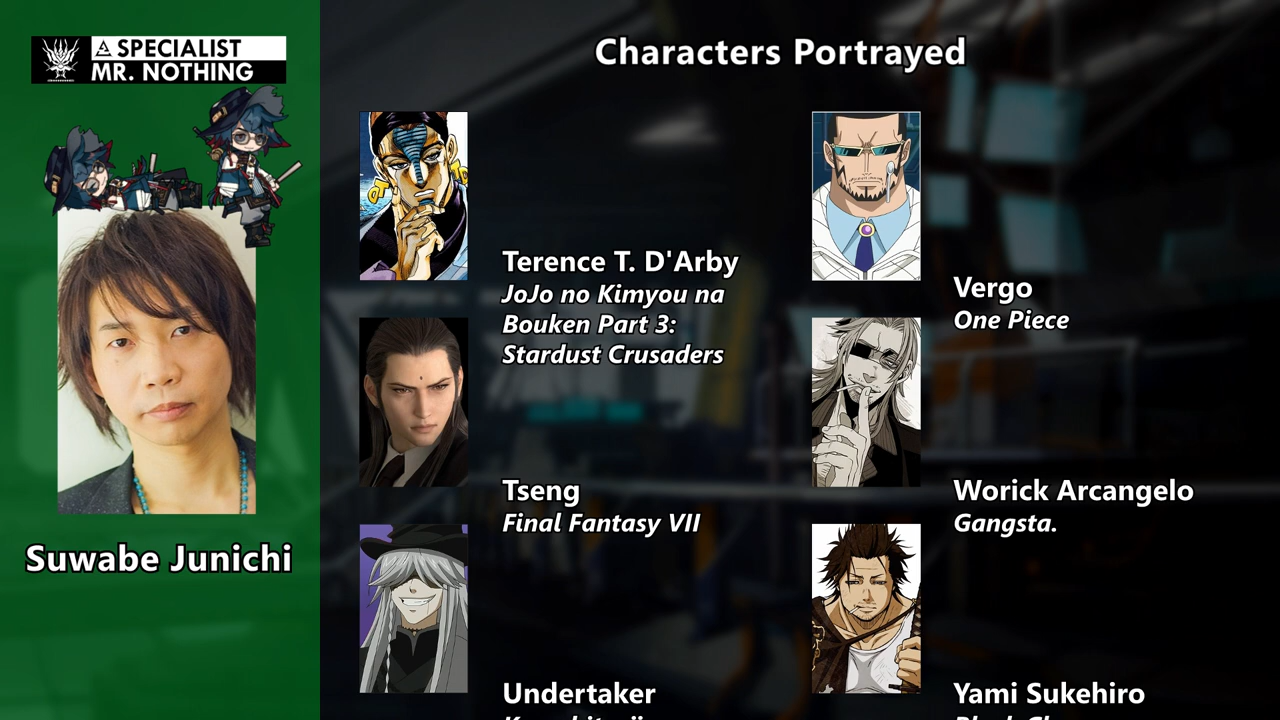 SPECIALIST
MR. NOTHING
Suwabe Junichi
Characters Portrayed
Terence T. D'Arby
JoJo no Kimyou na
Bouken Part 3:
Stardust Crusaders
Vergo
One Piece
Tseng
Final Fantasy VII
Worick Arcangelo
Gangsta.
Undertaker
Yami Sukehiro